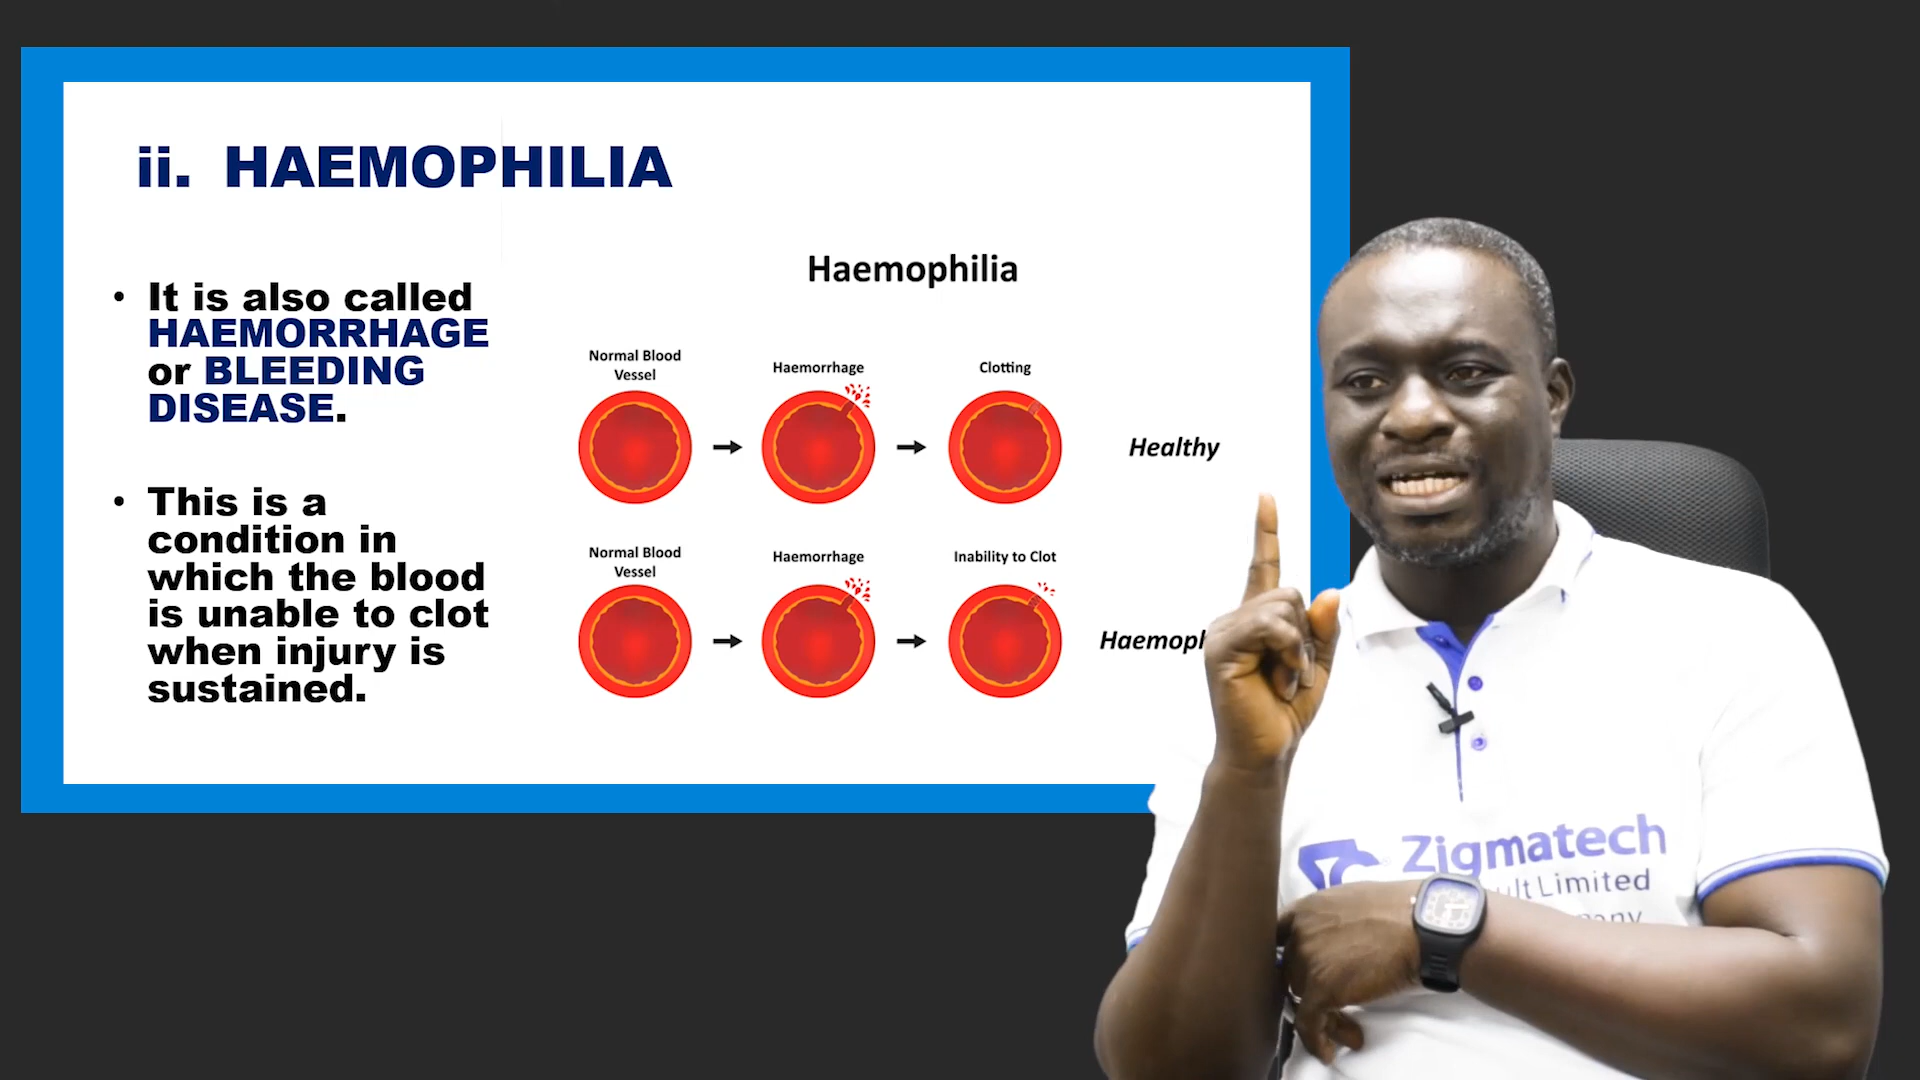 ii. HAEMOPHILIA
• It is also called
HAEMORRHAGE
or BLEEDING
DISEASE.
• This is a
condition in
which the blood
is unable to clot
when injury is
sustained.
Haemophilia
Normal Blood
Vessel
Haemorrhage
Clotting
Healthy
Normal Blood
Vessel
Haemorrhage
Inability to Clot
Zigmatech
Limited